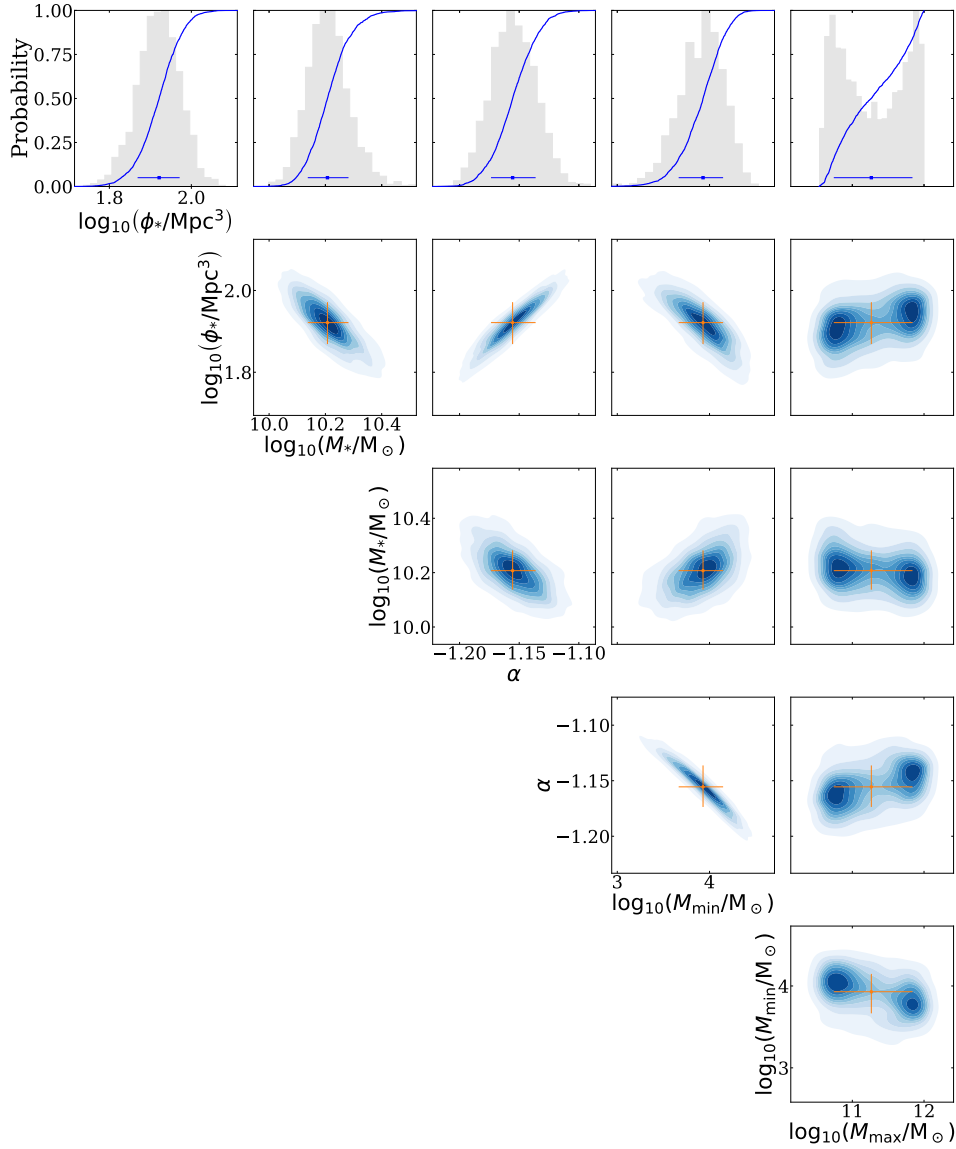 1.00
0.75
0.50
0.25
0.00
Probability
1.8 2.0
log₁₀(ϕ*/Mpc³)
2.0
1.8
log₁₀(ϕ*/Mpc³)
10.0 10.2 10.4
log₁₀(M*/M⊙)
10.4
10.2
10.0
log₁₀(M*/M⊙)
−1.20 −1.15 −1.10
α
−1.10
−1.15
−1.20
α
3 4
log₁₀(Mmin/M⊙)
4
3
log₁₀(Mmin/M⊙)
11 12
log₁₀(Mmax/M⊙)